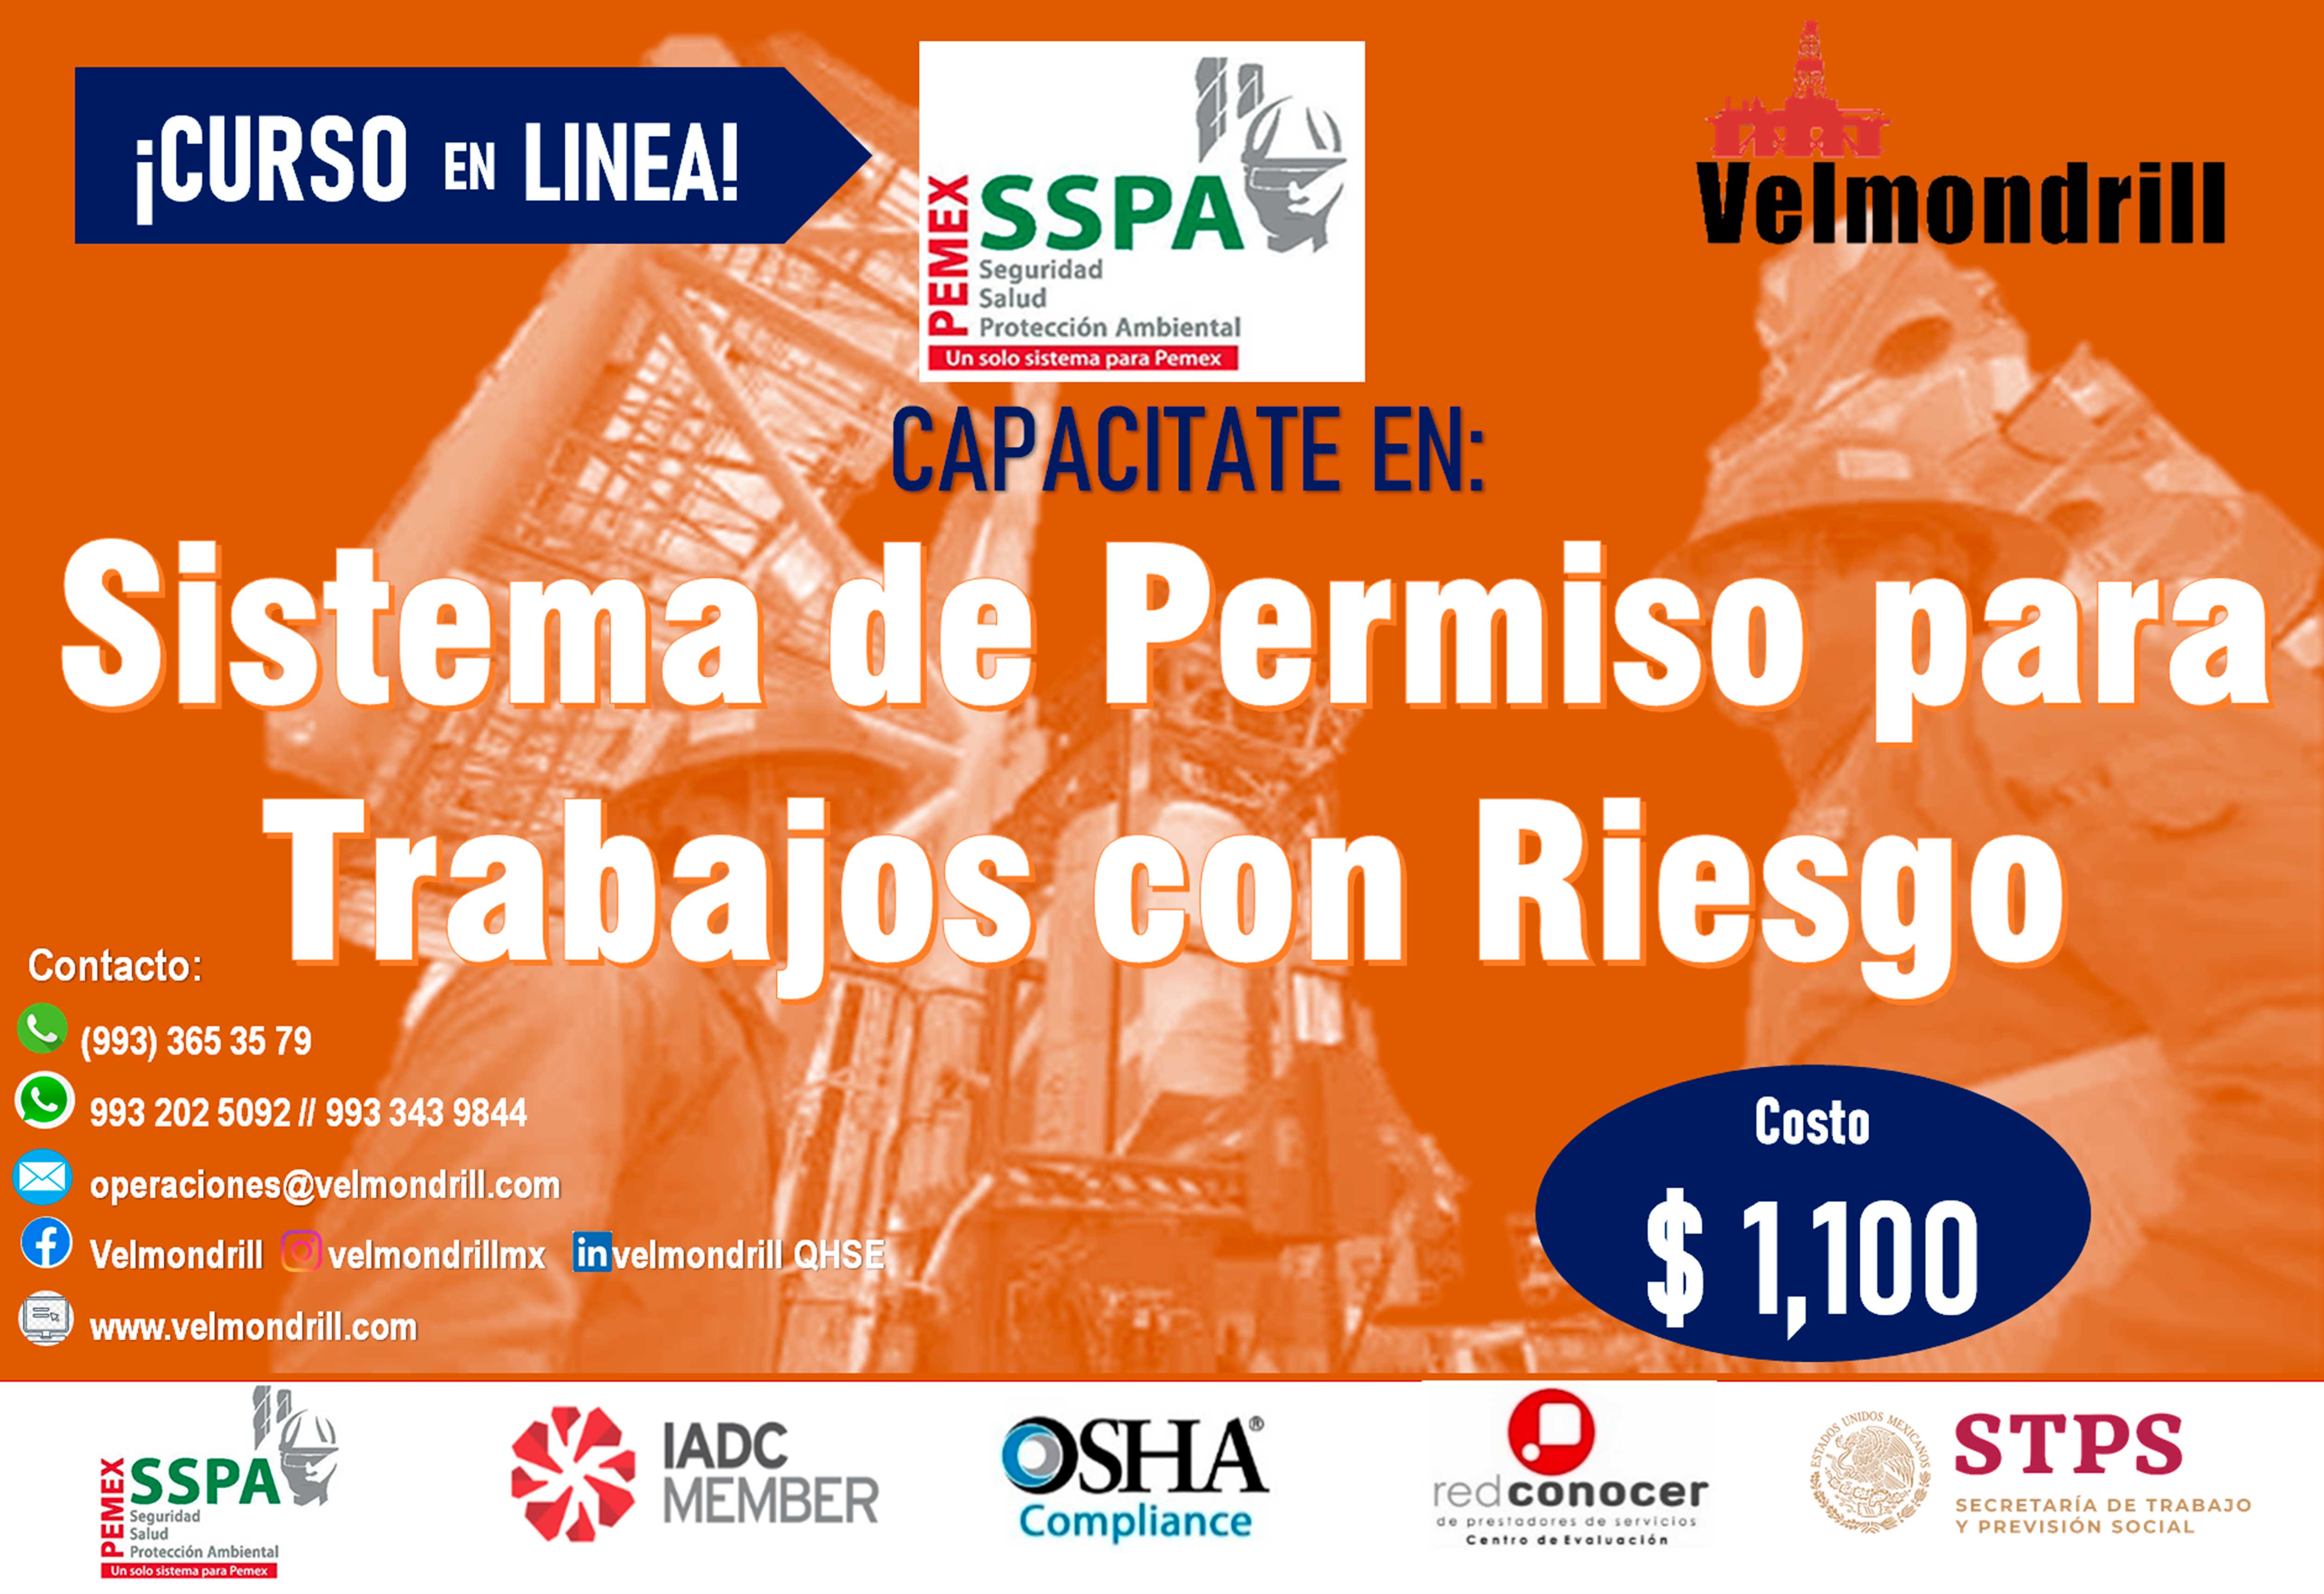 ¡CURSO EN LINEA!
PEMEX
SSPA
Seguridad
Salud
Protección Ambiental
Un solo sistema para Pemex
Velmondrill
CAPACITATE EN:
Sistema de Permiso para
Trabajos con Riesgo
Contacto:
(993) 365 35 79
993 202 5092 // 993 343 9844
operaciones@velmondrill.com
Velmondrill velmondrillmx in velmondrill QHSE
www.velmondrill.com
Costo
$ 1,100
PEMEX
SSPA
Seguridad
Salud
Protección Ambiental
Un solo sistema para Pemex
IADC
MEMBER
OSHA®
Compliance
red conocer
de prestadores de servicios
Centro de Evaluación
ESTADOS UNIDOS MEXICANOS
STPS
SECRETARÍA DE TRABAJO
Y PREVISIÓN SOCIAL